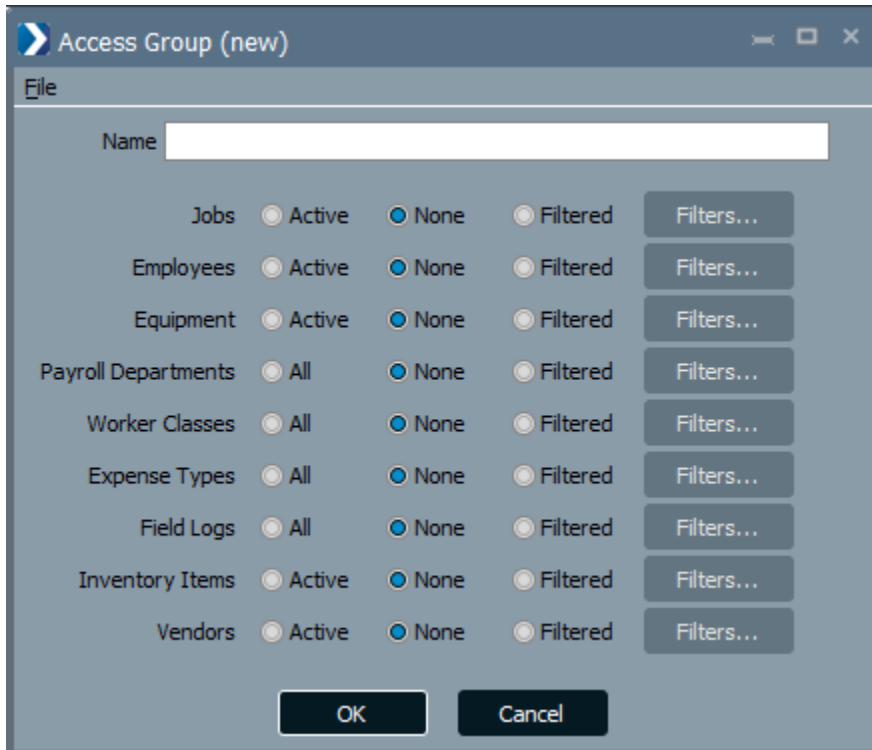 Access Group (new)
File
Name
Jobs Active None Filtered Filters...
Employees Active None Filtered Filters...
Equipment Active None Filtered Filters...
Payroll Departments All None Filtered Filters...
Worker Classes All None Filtered Filters...
Expense Types All None Filtered Filters...
Field Logs All None Filtered Filters...
Inventory Items Active None Filtered Filters...
Vendors Active None Filtered Filters...
OK Cancel